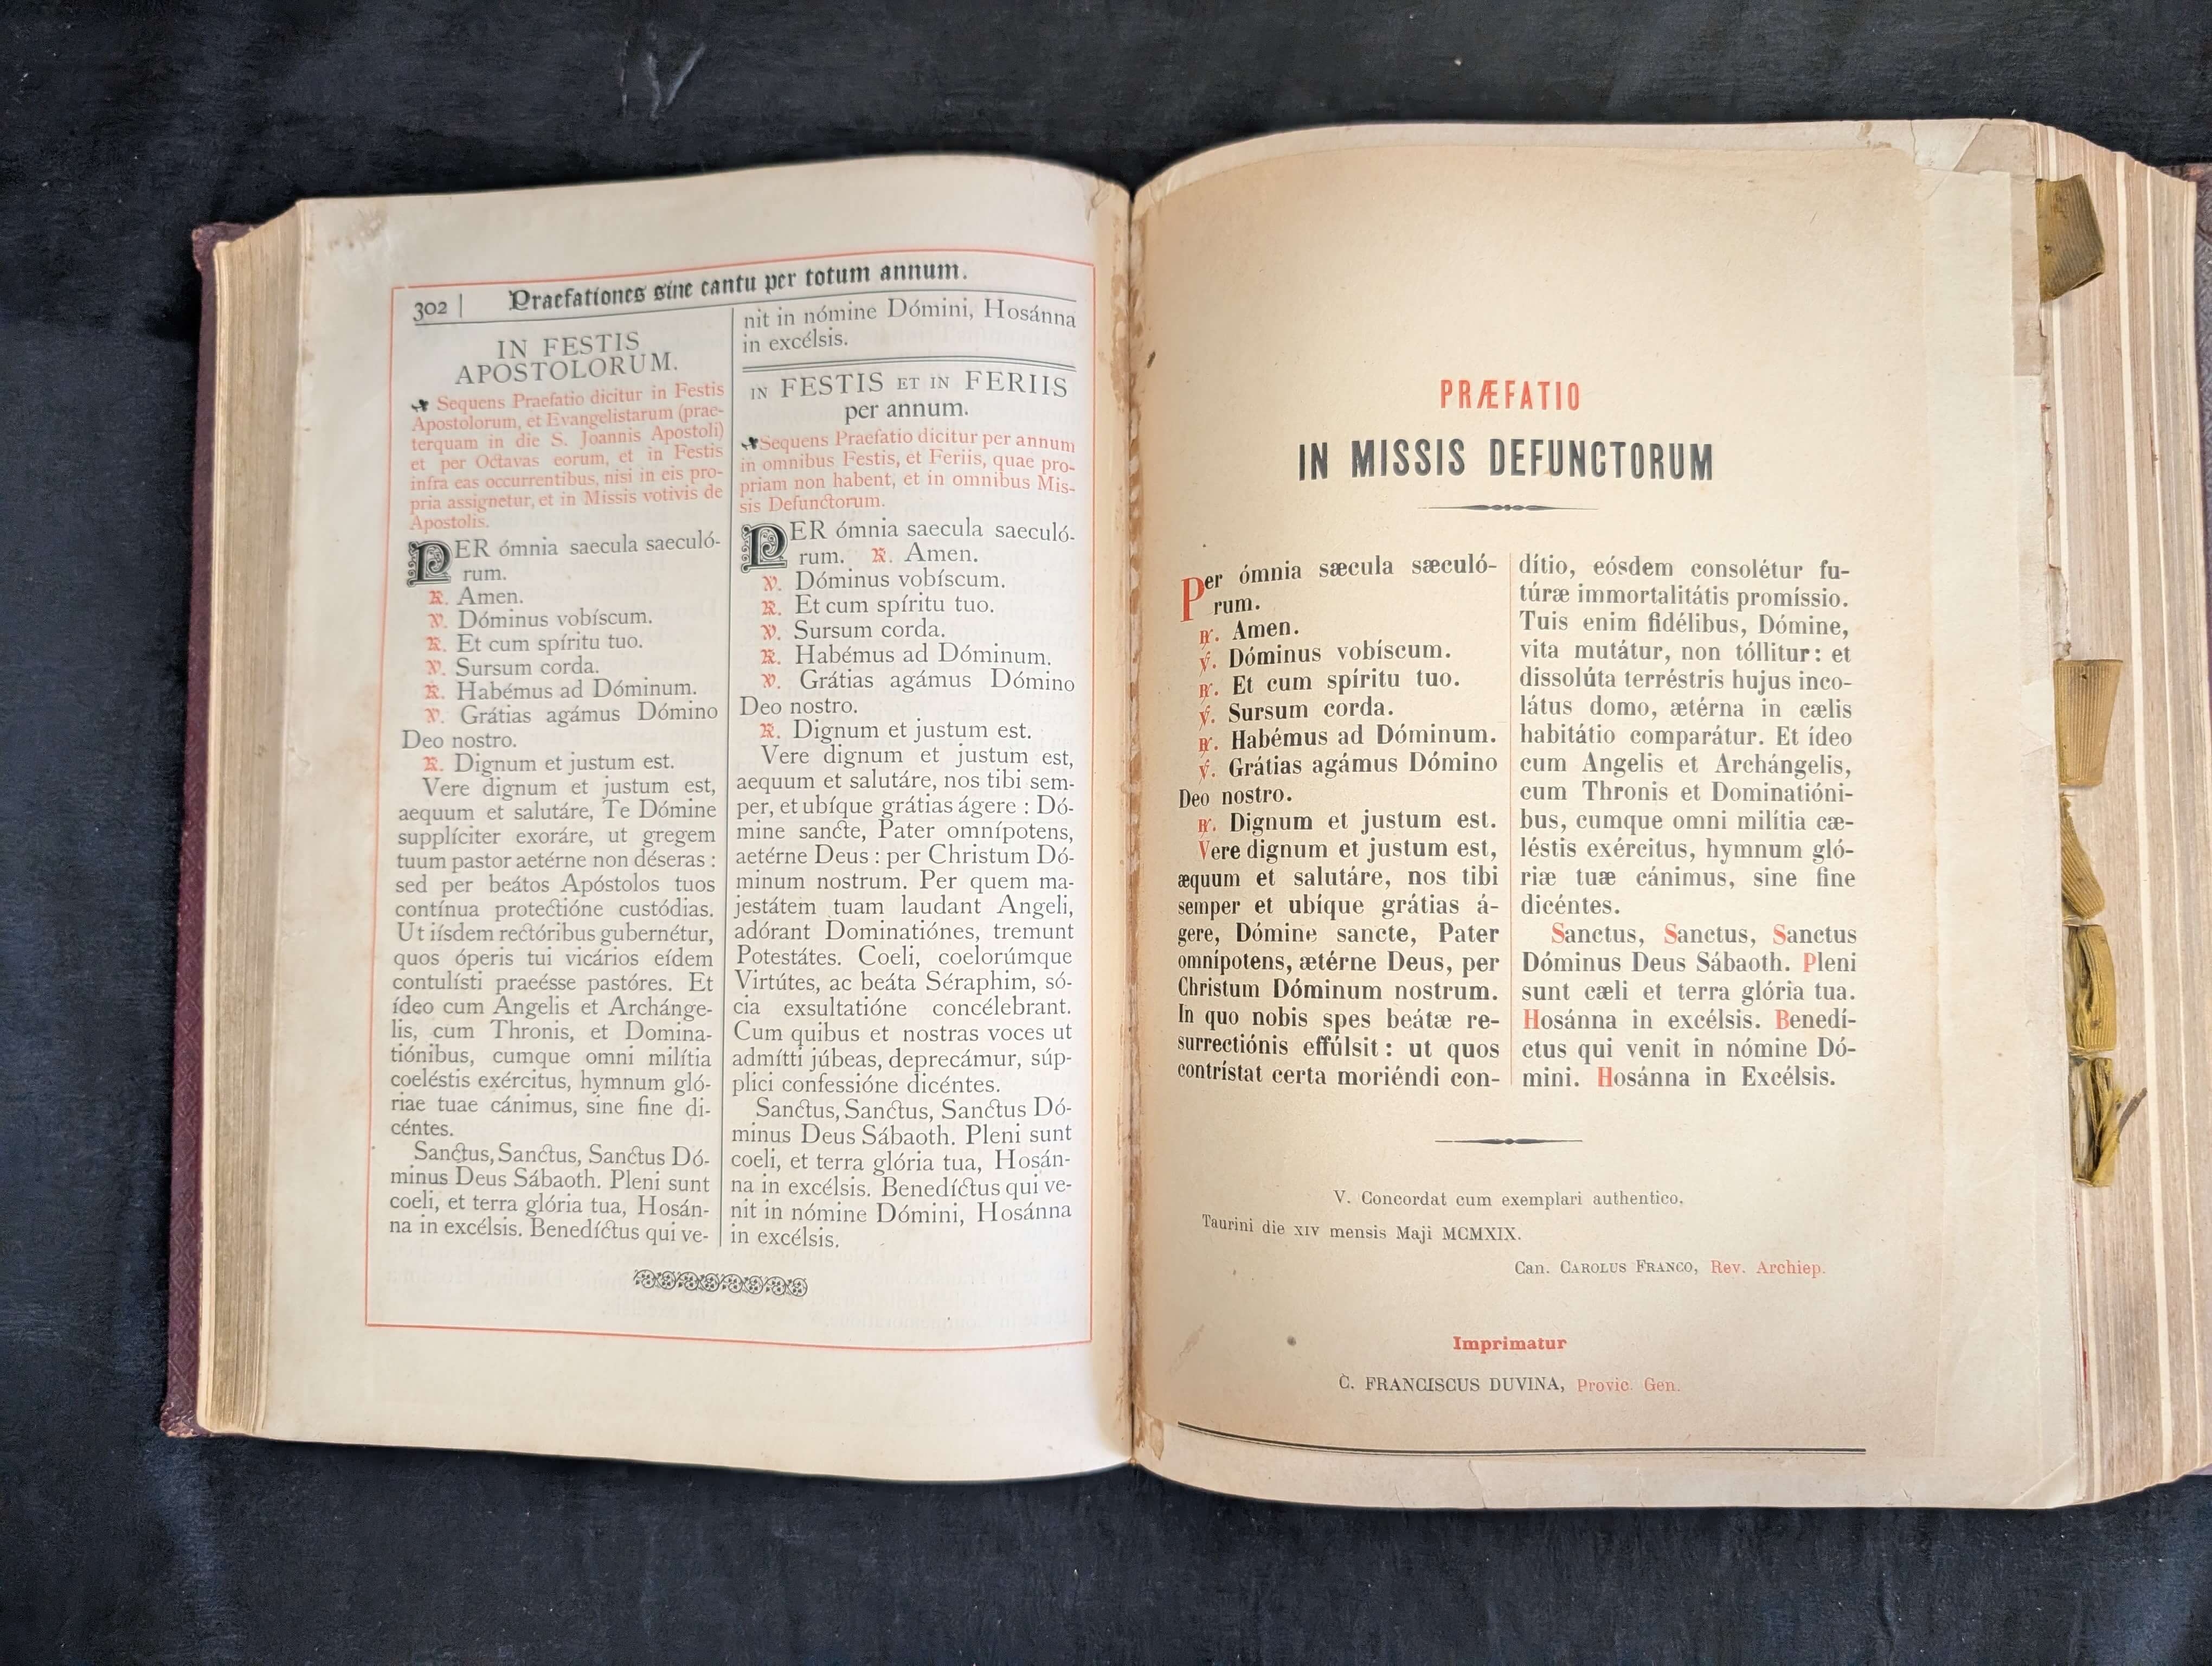 302 | Praefationes sine cantu per totum annum.
IN FESTIS
APOSTOLORUM.
Sequens Praefatio dicitur in Festis
Apostolorum, et Evangelistarum (prae-
terquam in die S. Joannis Apostoli)
et per Octavas eorum, et in Festis
infra eas occurrentibus, nisi in eis pro-
pria assignetur, et in Missis votivis de
Apostolis.
PER ómnia saecula saeculó-
rum.
℟. Amen.
℣. Dóminus vobíscum.
℟. Et cum spíritu tuo.
℣. Sursum corda.
℟. Habémus ad Dóminum.
℣. Grátias agámus Dómino
Deo nostro.
℟. Dignum et justum est.
Vere dignum et justum est,
aequum et salutáre, Te Dómine
supplíciter exoráre, ut gregem
tuum pastor aetérne non déseras :
sed per beátos Apóstolos tuos
contínua protectióne custódias.
Ut iísdem rectóribus gubernétur,
quos óperis tui vicários eídem
contulísti praeésse pastóres. Et
ídeo cum Angelis et Archánge-
lis, cum Thronis, et Domina-
tiónibus, cumque omni milítia
coeléstis exércitus, hymnum gló-
riae tuae cánimus, sine fine di-
céntes.
Sanctus, Sanctus, Sanctus Dó-
minus Deus Sábaoth. Pleni sunt
coeli, et terra glória tua, Hosán-
na in excélsis. Benedíctus qui ve-
nit in nómine Dómini, Hosánna
in excélsis.
IN FESTIS ET IN FERIIS
per annum.
Sequens Praefatio dicitur per annum
in omnibus Festis, et Feriis, quae pro-
priam non habent, et in omnibus Mis-
sis Defunctorum.
PER ómnia saecula saeculó-
rum. ℟. Amen.
℣. Dóminus vobíscum.
℟. Et cum spíritu tuo.
℣. Sursum corda.
℟. Habémus ad Dóminum.
℣. Grátias agámus Dómino
Deo nostro.
℟. Dignum et justum est.
Vere dignum et justum est,
aequum et salutáre, nos tibi sem-
per, et ubíque grátias ágere : Dó-
mine sancte, Pater omnípotens,
aetérne Deus : per Christum Dó-
minum nostrum. Per quem ma-
jestátem tuam laudant Angeli,
adórant Dominatiónes, tremunt
Potestátes. Coeli, coelorúmque
Virtútes, ac beáta Séraphim, só-
cia exsultatióne concélebrant.
Cum quibus et nostras voces ut
admítti júbeas, deprecámur, súp-
plici confessióne dicéntes.
Sanctus, Sanctus, Sanctus Dó-
minus Deus Sábaoth. Pleni sunt
coeli, et terra glória tua, Hosán-
na in excélsis. Benedíctus qui ve-
nit in nómine Dómini, Hosánna
in excélsis.
PRÆFATIO
IN MISSIS DEFUNCTORUM
Per ómnia sæcula sæculó-
rum.
℟. Amen.
℣. Dóminus vobíscum.
℟. Et cum spíritu tuo.
℣. Sursum corda.
℟. Habémus ad Dóminum.
℣. Grátias agámus Dómino
Deo nostro.
℟. Dignum et justum est.
Vere dignum et justum est,
æquum et salutáre, nos tibi
semper et ubíque grátias á-
gere, Dómine sancte, Pater
omnípotens, ætérne Deus, per
Christum Dóminum nostrum.
In quo nobis spes beátæ re-
surrectiónis effúlsit : ut quos
contrístat certa moriéndi con-
dítio, eósdem consolétur fu-
túræ immortalitátis promíssio.
Tuis enim fidélibus, Dómine,
vita mutátur, non tóllitur : et
dissolúta terréstris hujus inco-
látus domo, ætérna in cælis
habitátio comparátur. Et ídeo
cum Angelis et Archángelis,
cum Thronis et Dominatióni-
bus, cumque omni milítia cæ-
léstis exércitus, hymnum gló-
riæ tuæ cánimus, sine fine
dicéntes.
Sanctus, Sanctus, Sanctus
Dóminus Deus Sábaoth. Pleni
sunt cæli et terra glória tua.
Hosánna in excélsis. Benedí-
ctus qui venit in nómine Dó-
mini. Hosánna in Excélsis.
V. Concordat cum exemplari authentico.
Taurini die XIV mensis Maji MCMXIX.
Can. CAROLUS FRANCO, Rev. Archiep.
Imprimatur
C. FRANCISCUS DUVINA, Provic. Gen.